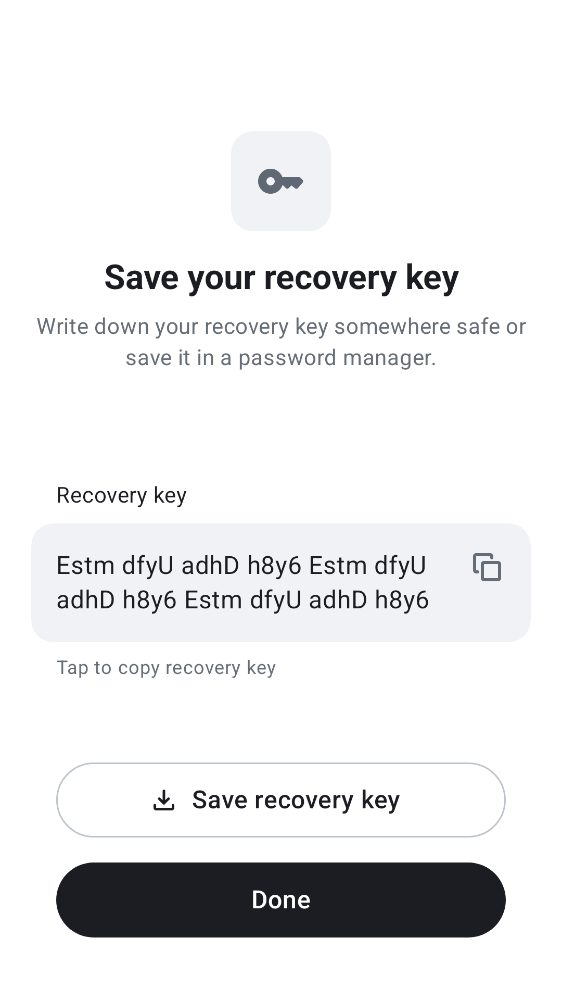 Save your recovery key
Write down your recovery key somewhere safe or
save it in a password manager.
Recovery key
Estm dfyU adhD h8y6 Estm dfyU
adhD h8y6 Estm dfyU adhD h8y6
Tap to copy recovery key
Save recovery key
Done